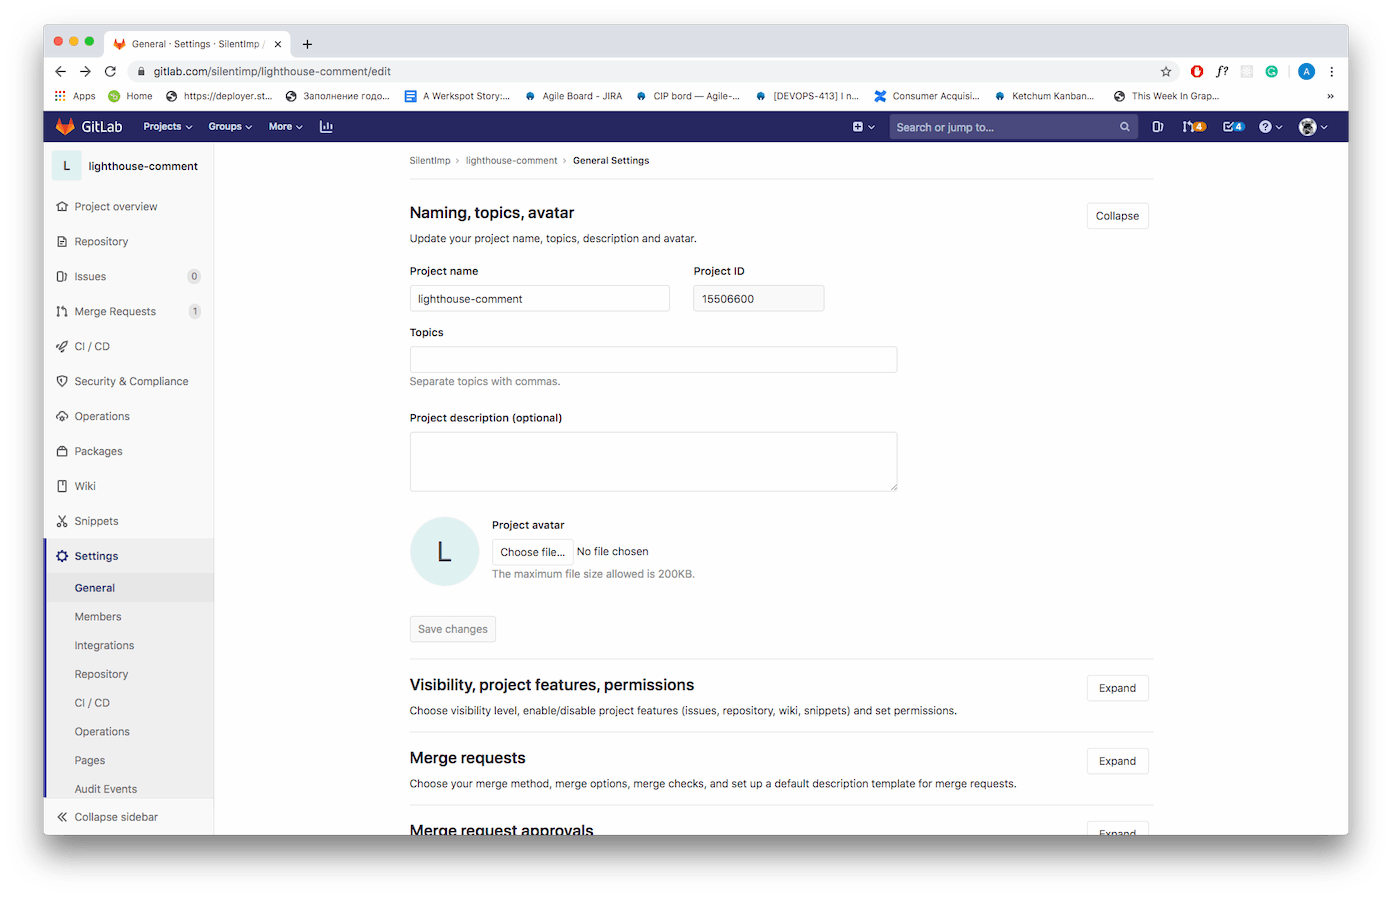 General · Settings · SilentImp /
gitlab.com/silentimp/lighthouse-comment/edit
f?
A
Apps
Home
https://deployer.st...
Заполнение годо...
A Werkspot Story:...
Agile Board - JIRA
CIP bord — Agile-...
[DEVOPS-413] I n...
Consumer Acquisi...
Ketchum Kanban...
This Week In Grap...
»
GitLab
Projects
Groups
More
Search or jump to...
4
4
L
lighthouse-comment
Project overview
Repository
Issues
0
Merge Requests
1
CI / CD
Security & Compliance
Operations
Packages
Wiki
Snippets
Settings
General
Members
Integrations
Repository
CI / CD
Operations
Pages
Audit Events
Collapse sidebar
SilentImp › lighthouse-comment › General Settings
Naming, topics, avatar
Collapse
Update your project name, topics, description and avatar.
Project name
Project ID
lighthouse-comment
15506600
Topics
Separate topics with commas.
Project description (optional)
L
Project avatar
Choose file...
No file chosen
The maximum file size allowed is 200KB.
Save changes
Visibility, project features, permissions
Expand
Choose visibility level, enable/disable project features (issues, repository, wiki, snippets) and set permissions.
Merge requests
Expand
Choose your merge method, merge options, merge checks, and set up a default description template for merge requests.
Merge request approvals
Expand